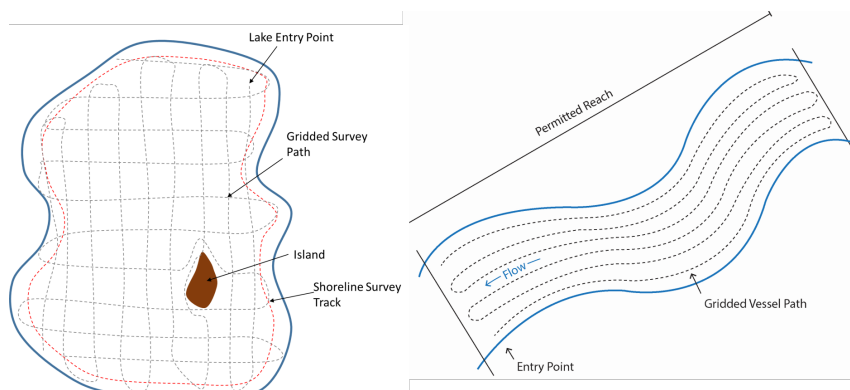 Lake Entry Point
Gridded Survey
Path
Island
Shoreline Survey
Track
Permitted Reach
Flow
Gridded Vessel Path
Entry Point